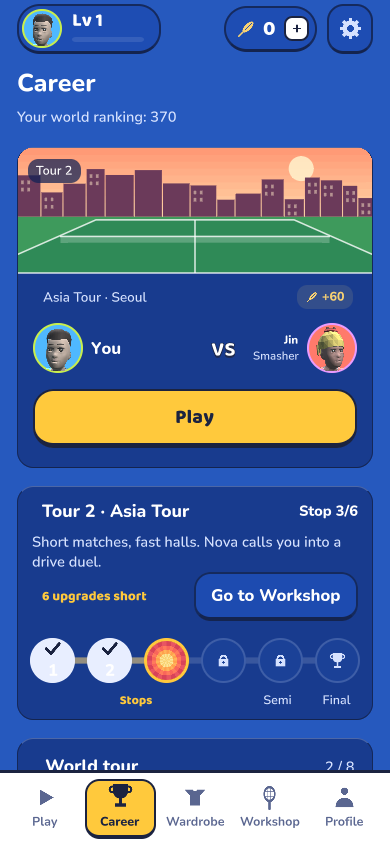 Lv 1
0
+
Career
Your world ranking: 370
Tour 2
Asia Tour · Seoul
+60
You
VS
Jin
Smasher
Play
Tour 2 · Asia Tour
Stop 3/6
Short matches, fast halls. Nova calls you into a
drive duel.
6 upgrades short
Go to Workshop
1
2
Stops
Semi
Final
World tour
2 / 8
Play
Career
Wardrobe
Workshop
Profile